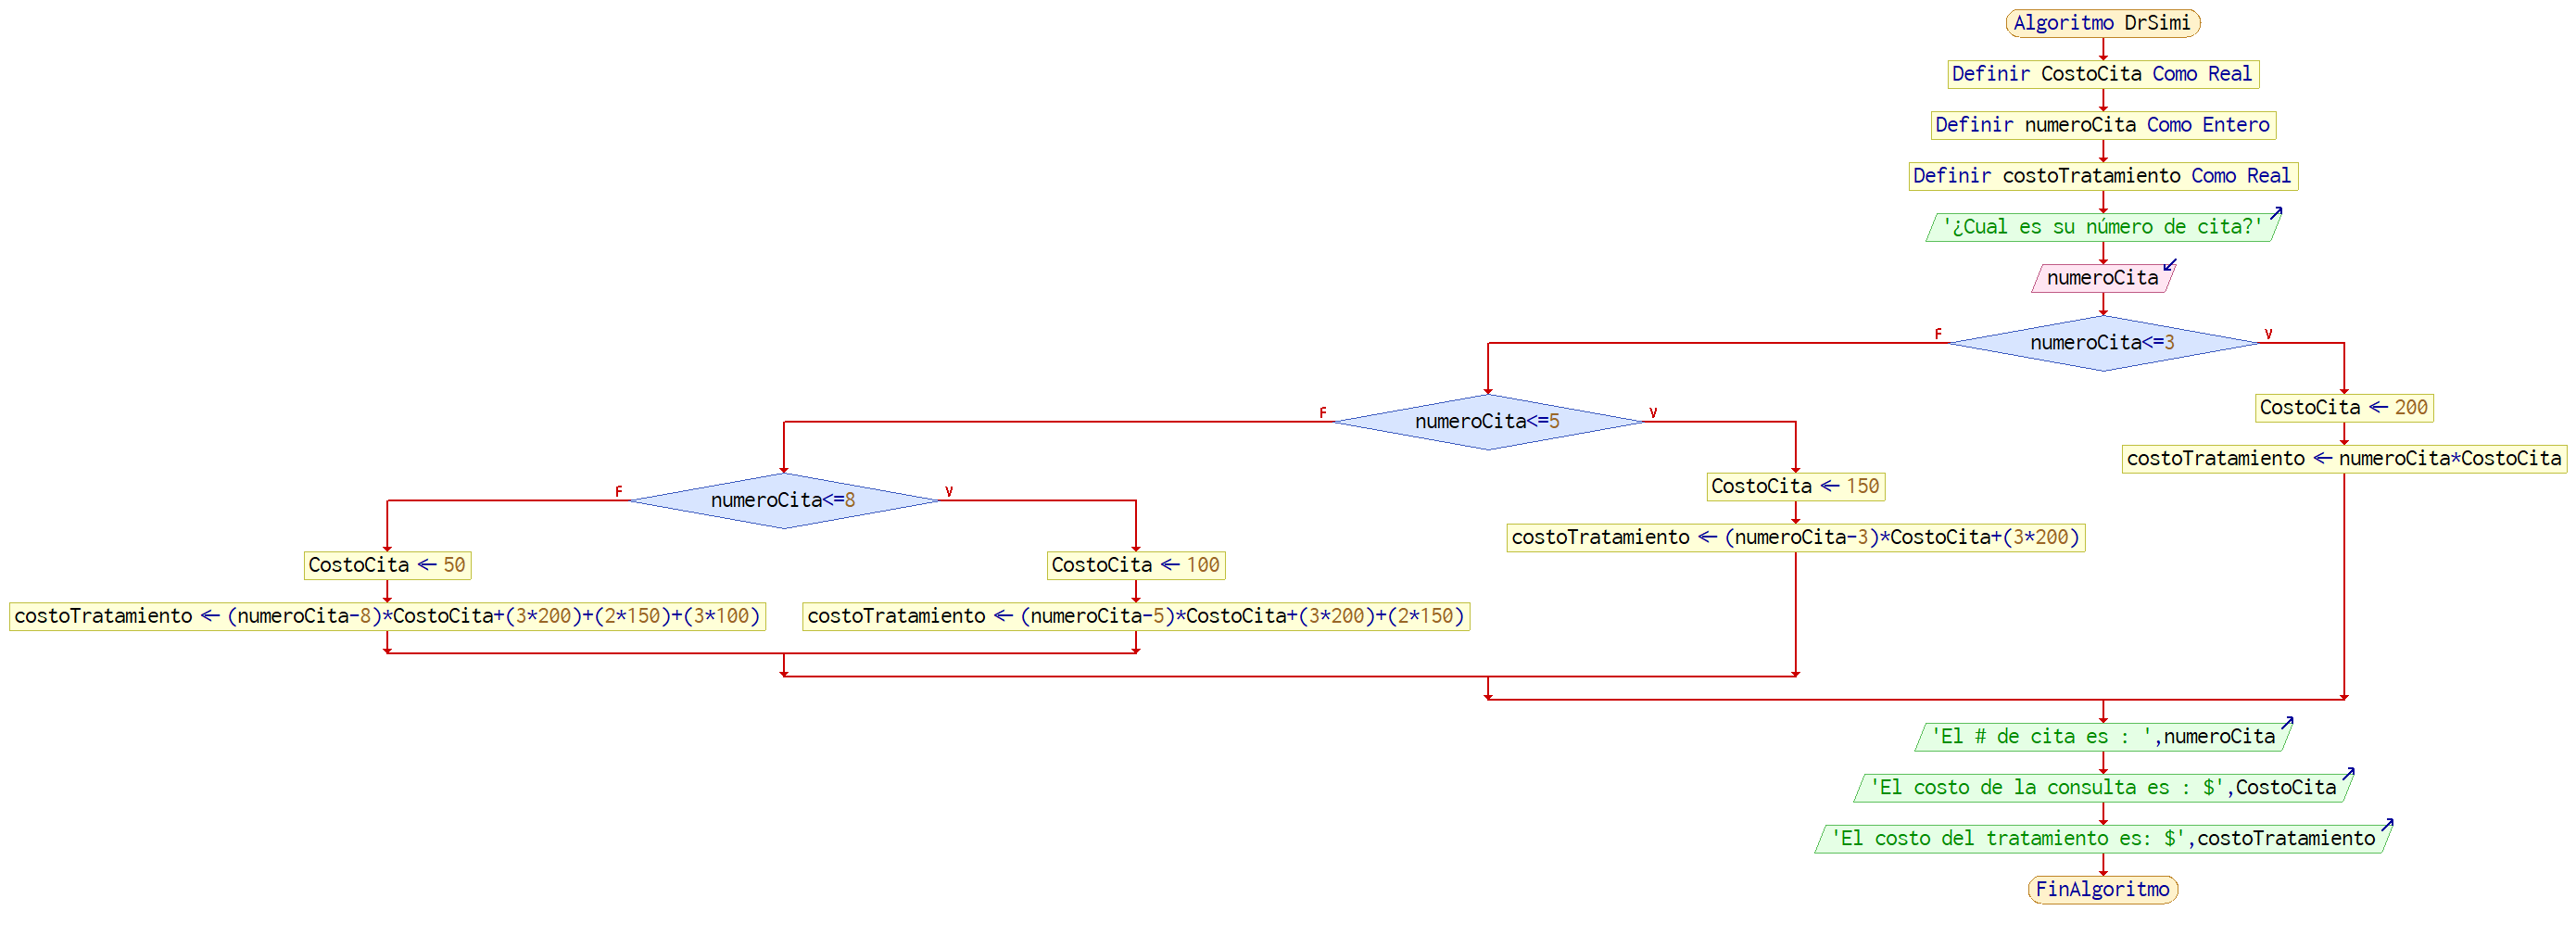 Algoritmo DrSimi
Definir CostoCita Como Real
Definir numeroCita Como Entero
Definir costoTratamiento Como Real
'¿Cual es su número de cita?'
numeroCita
F
V
numeroCita<=3
F
V
numeroCita<=5
CostoCita ← 200
costoTratamiento ← numeroCita*CostoCita
F
V
numeroCita<=8
CostoCita ← 150
costoTratamiento ← (numeroCita-3)*CostoCita+(3*200)
CostoCita ← 50
CostoCita ← 100
costoTratamiento ← (numeroCita-8)*CostoCita+(3*200)+(2*150)+(3*100)
costoTratamiento ← (numeroCita-5)*CostoCita+(3*200)+(2*150)
'El # de cita es : ',numeroCita
'El costo de la consulta es : $',CostoCita
'El costo del tratamiento es: $',costoTratamiento
FinAlgoritmo